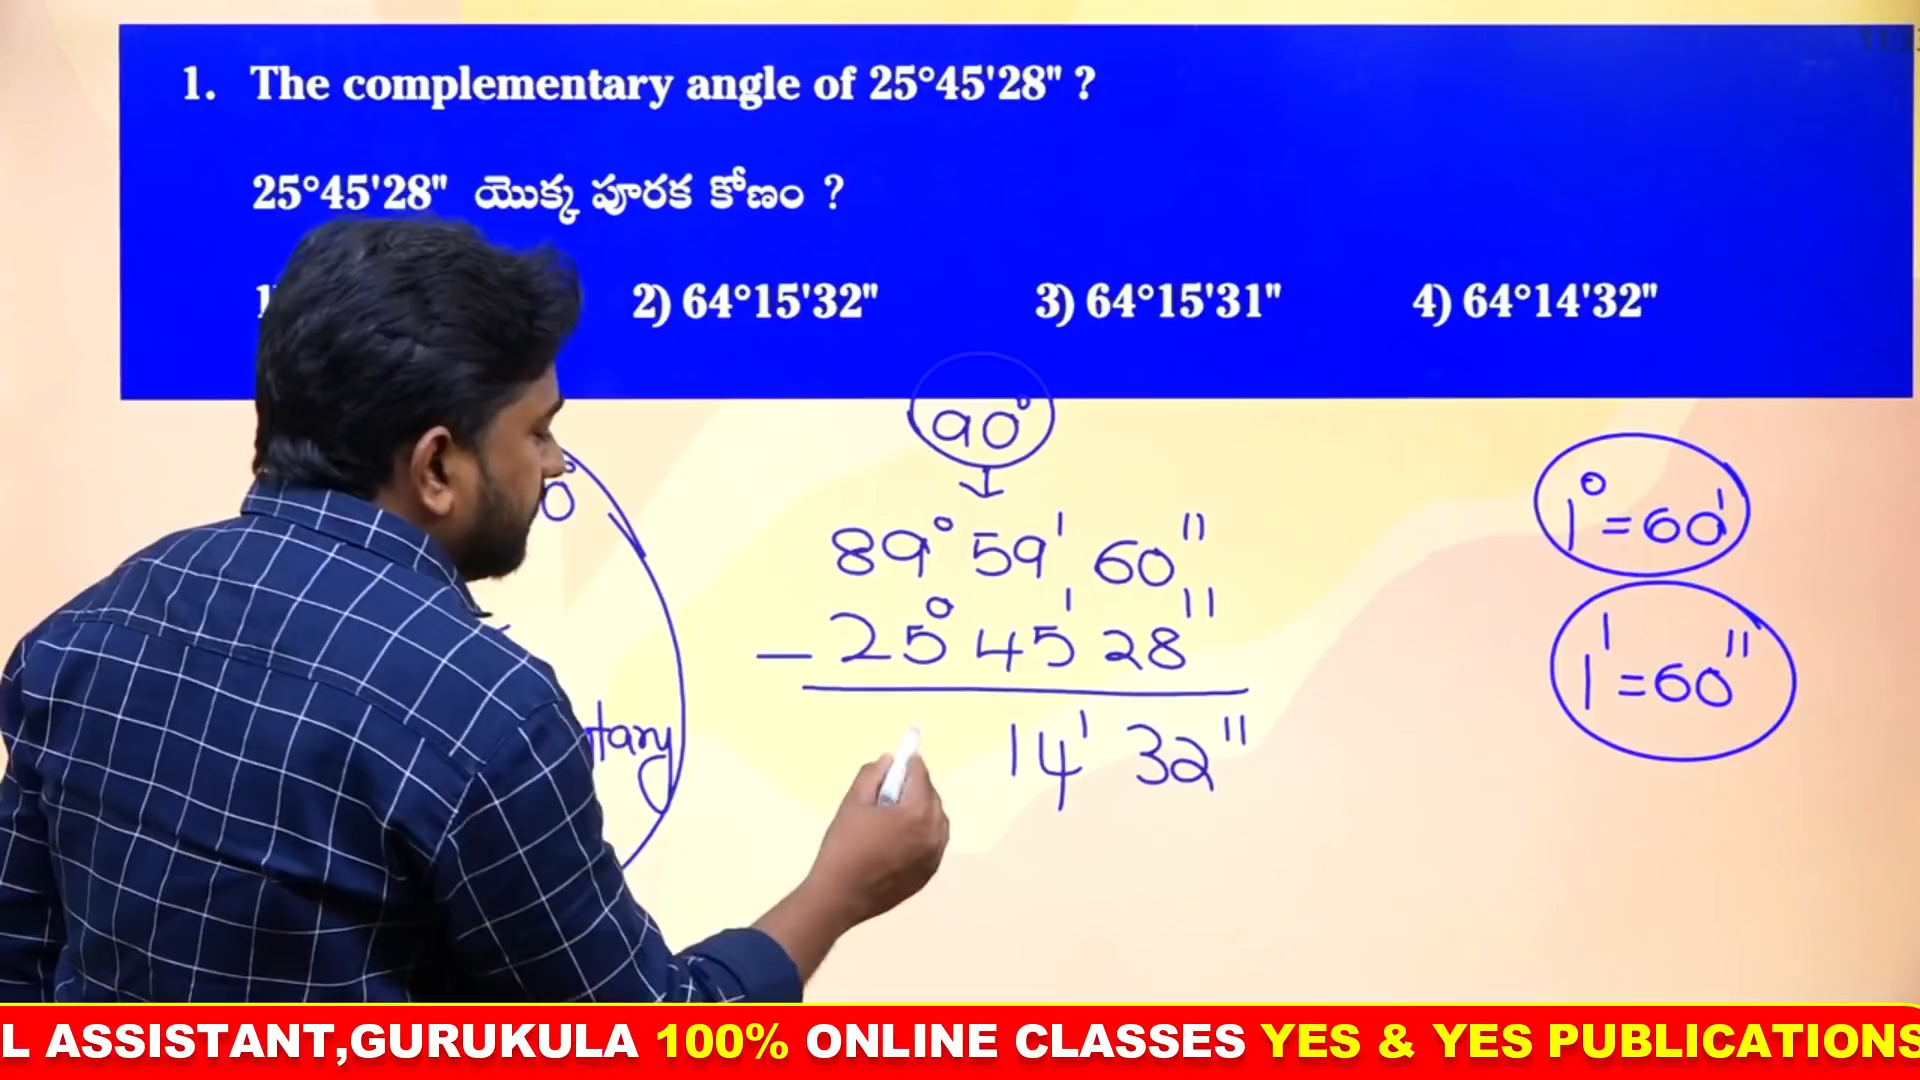 1. The complementary angle of 25°45'28" ?
25°45'28" యొక్క పూరక కోణం ?
2) 64°15'32" 3) 64°15'31" 4) 64°14'32"
90°
89° 59' 60"
- 25° 45' 28"
14' 32"
1° = 60'
1' = 60"
tary
L ASSISTANT,GURUKULA 100% ONLINE CLASSES YES & YES PUBLICATIONS